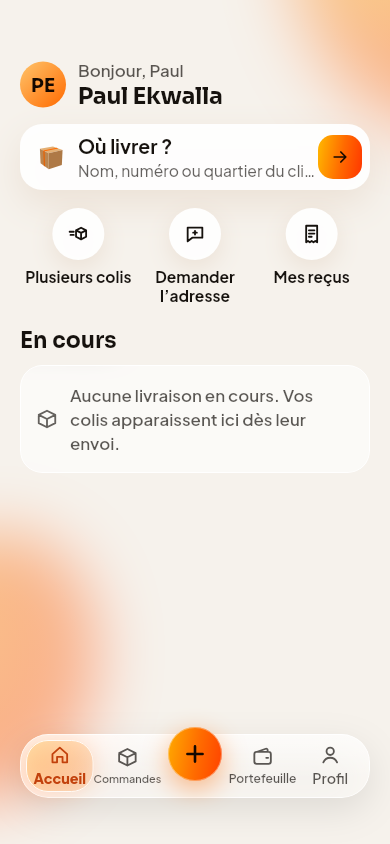 PE
Bonjour, Paul
Paul Ekwalla
Où livrer ?
Nom, numéro ou quartier du cli…
Plusieurs colis
Demander
l’adresse
Mes reçus
En cours
Aucune livraison en cours. Vos
colis apparaissent ici dès leur
envoi.
Accueil
Commandes
Portefeuille
Profil